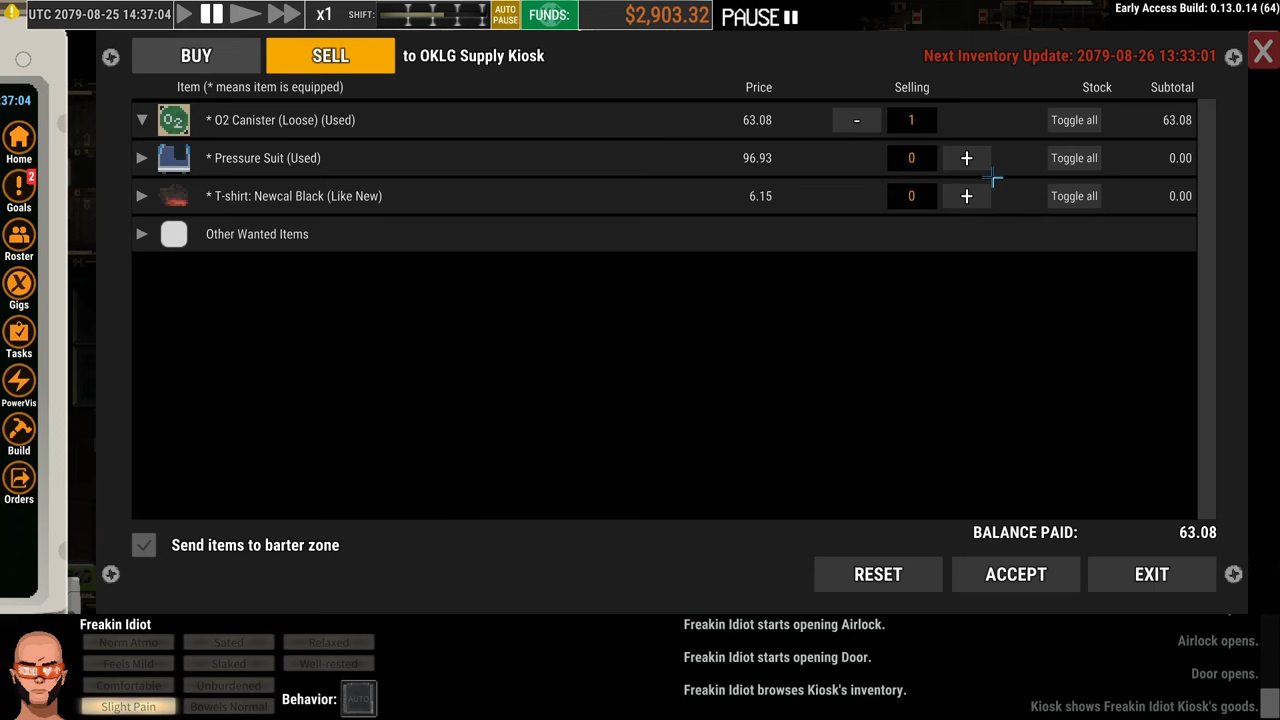 UTC 2079-08-25 14:37:04 x1 SHIFT: AUTO PAUSE FUNDS: $2,903.32 PAUSE Early Access Build: 0.13.0.14 (64)
BUY SELL to OKLG Supply Kiosk Next Inventory Update: 2079-08-26 13:33:01 X
Item (* means item is equipped) Price Selling Stock Subtotal
:37:04
O2 * O2 Canister (Loose) (Used) 63.08 - 1 Toggle all 63.08
* Pressure Suit (Used) 96.93 0 + Toggle all 0.00
* T-shirt: Newcal Black (Like New) 6.15 0 + Toggle all 0.00
Other Wanted Items
Home
2
Goals
Roster
Gigs
Tasks
PowerVis
Build
Orders
BALANCE PAID: 63.08
Send items to barter zone
RESET ACCEPT EXIT
Freakin Idiot
Norm Atmo Sated Relaxed
Feels Mild Slaked Well-rested
Comfortable Unburdened
Slight Pain Bowels Normal
Behavior: AUTO
Freakin Idiot starts opening Airlock.
Airlock opens.
Freakin Idiot starts opening Door.
Door opens.
Freakin Idiot browses Kiosk's inventory.
Kiosk shows Freakin Idiot Kiosk's goods.